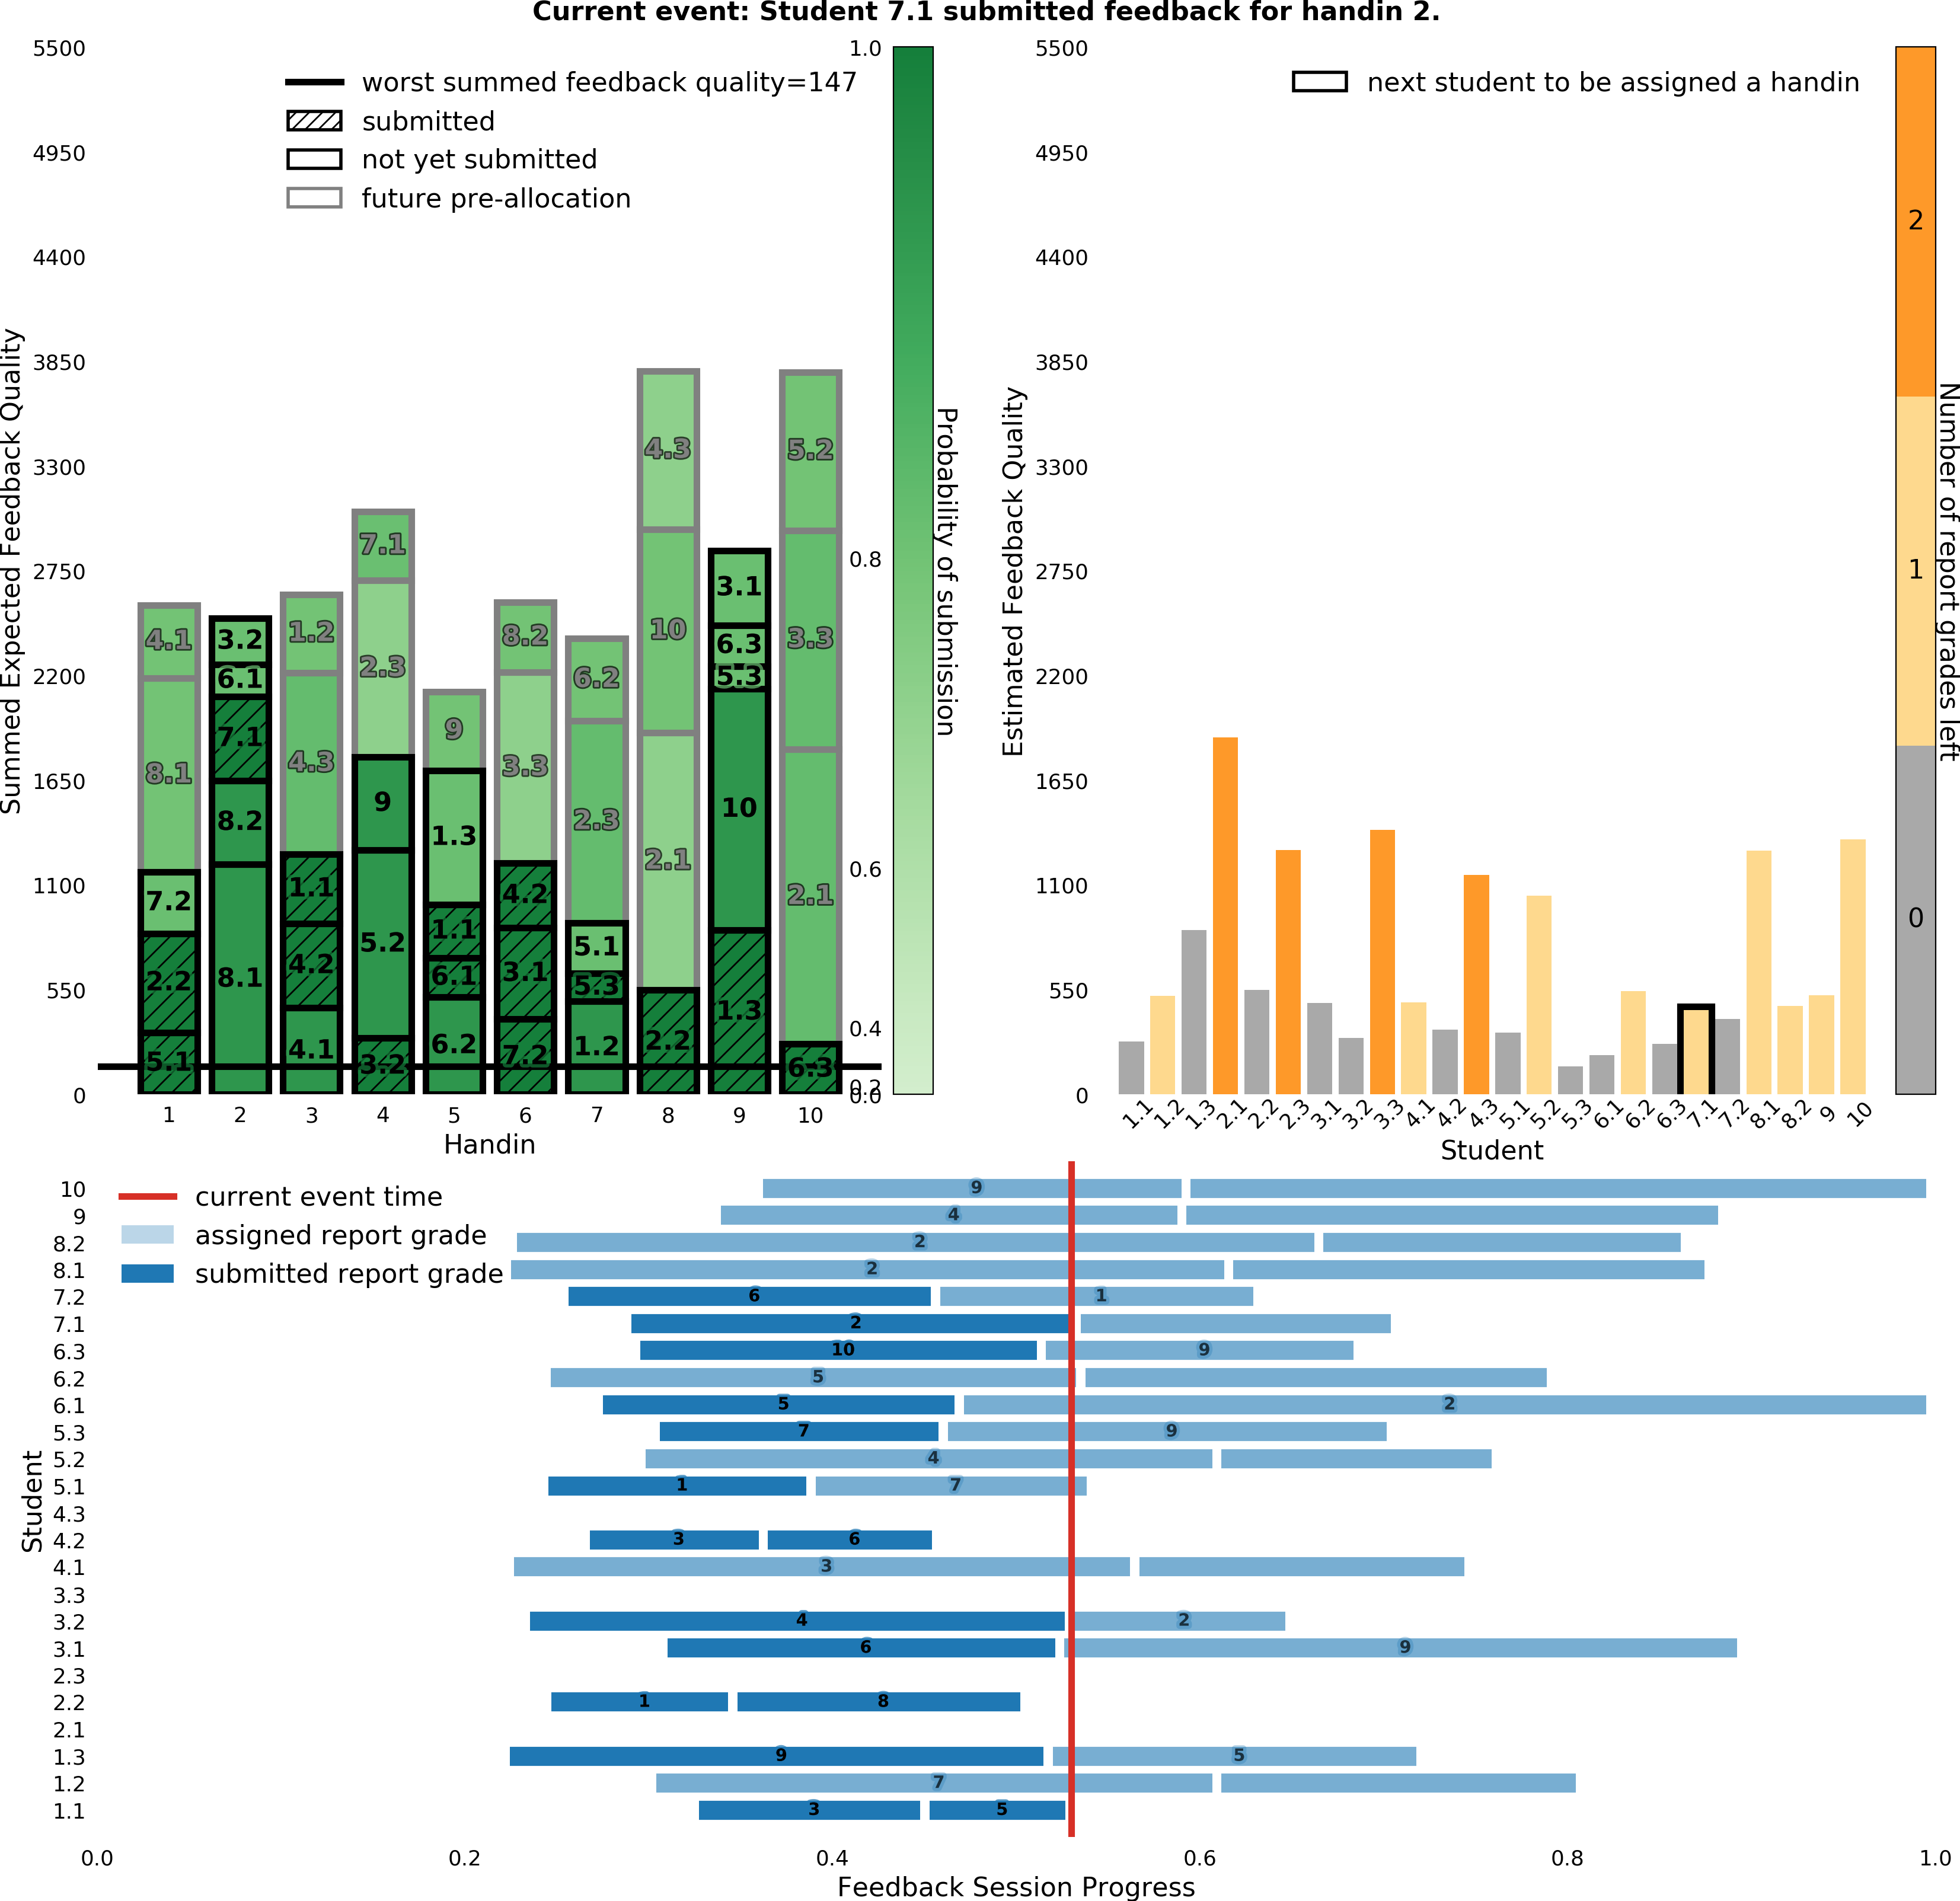 Current event: Student 7.1 submitted feedback for handin 2.
Summed Expected Feedback Quality
5500
4950
4400
3850
3300
2750
2200
1650
1100
550
0
worst summed feedback quality=147
submitted
not yet submitted
future pre-allocation
4.1
8.1
7.2
2.2
5.1
3.2
6.1
7.1
8.2
8.1
1.2
4.3
1.1
4.2
4.1
7.1
2.3
9
5.2
3.2
9
1.3
1.1
6.1
6.2
8.2
3.3
4.2
3.1
7.2
6.2
2.3
5.1
5.3
1.2
4.3
10
2.1
2.2
3.1
6.3
5.3
10
1.3
5.2
3.3
2.1
6.3
1 2 3 4 5 6 7 8 9 10
Handin
1.0
0.8
0.6
0.4
0.2
0.0
Probability of submission
Estimated Feedback Quality
5500
4950
4400
3850
3300
2750
2200
1650
1100
550
0
next student to be assigned a handin
1.1 1.2 1.3 2.1 2.2 2.3 3.1 3.2 3.3 4.1 4.2 4.3 5.1 5.2 5.3 6.1 6.2 6.3 7.1 7.2 8.1 8.2 9 10
Student
2
1
0
Number of report grades left
current event time
assigned report grade
submitted report grade
Student
10 9
9 4
8.2 2
8.1 2
7.2 6 1
7.1 2
6.3 10 9
6.2 5
6.1 5 2
5.3 7 9
5.2 4
5.1 1 7
4.3
4.2 3 6
4.1 3
3.3
3.2 4 2
3.1 6 9
2.3
2.2 1 8
2.1
1.3 9 5
1.2 7
1.1 3 5
0.0 0.2 0.4 0.6 0.8 1.0
Feedback Session Progress